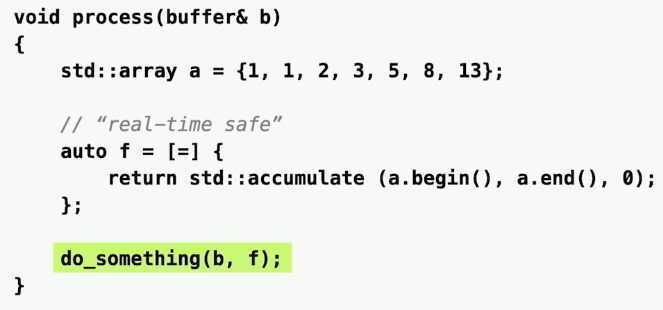 void process(buffer& b)
{
    std::array a = {1, 1, 2, 3, 5, 8, 13};

    // “real-time safe”
    auto f = [=] {
        return std::accumulate (a.begin(), a.end(), 0);
    };

    do_something(b, f);
}